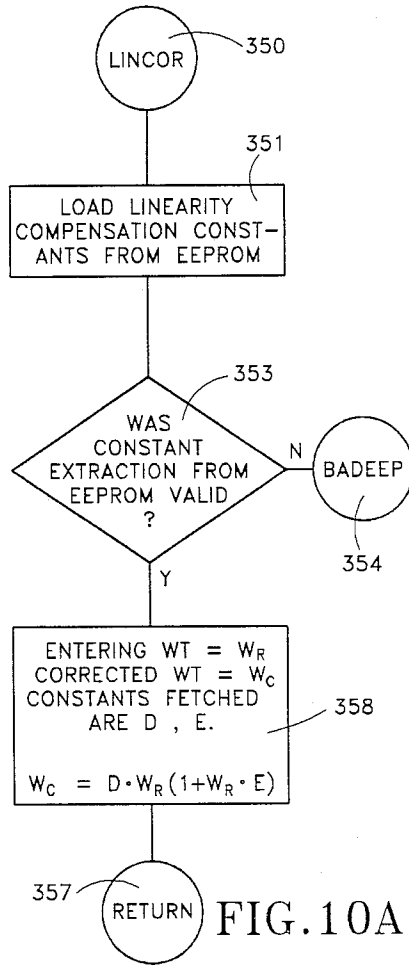 LINCOR
350
351
LOAD LINEARITY
COMPENSATION CONST-
ANTS FROM EEPROM
353
WAS
CONSTANT
EXTRACTION FROM
EEPROM VALID
?
N
BADEEP
354
Y
ENTERING WT = W_R
CORRECTED WT = W_C
CONSTANTS FETCHED
ARE D , E.
358
W_C = D·W_R(1+W_R·E)
357
RETURN
FIG.10A